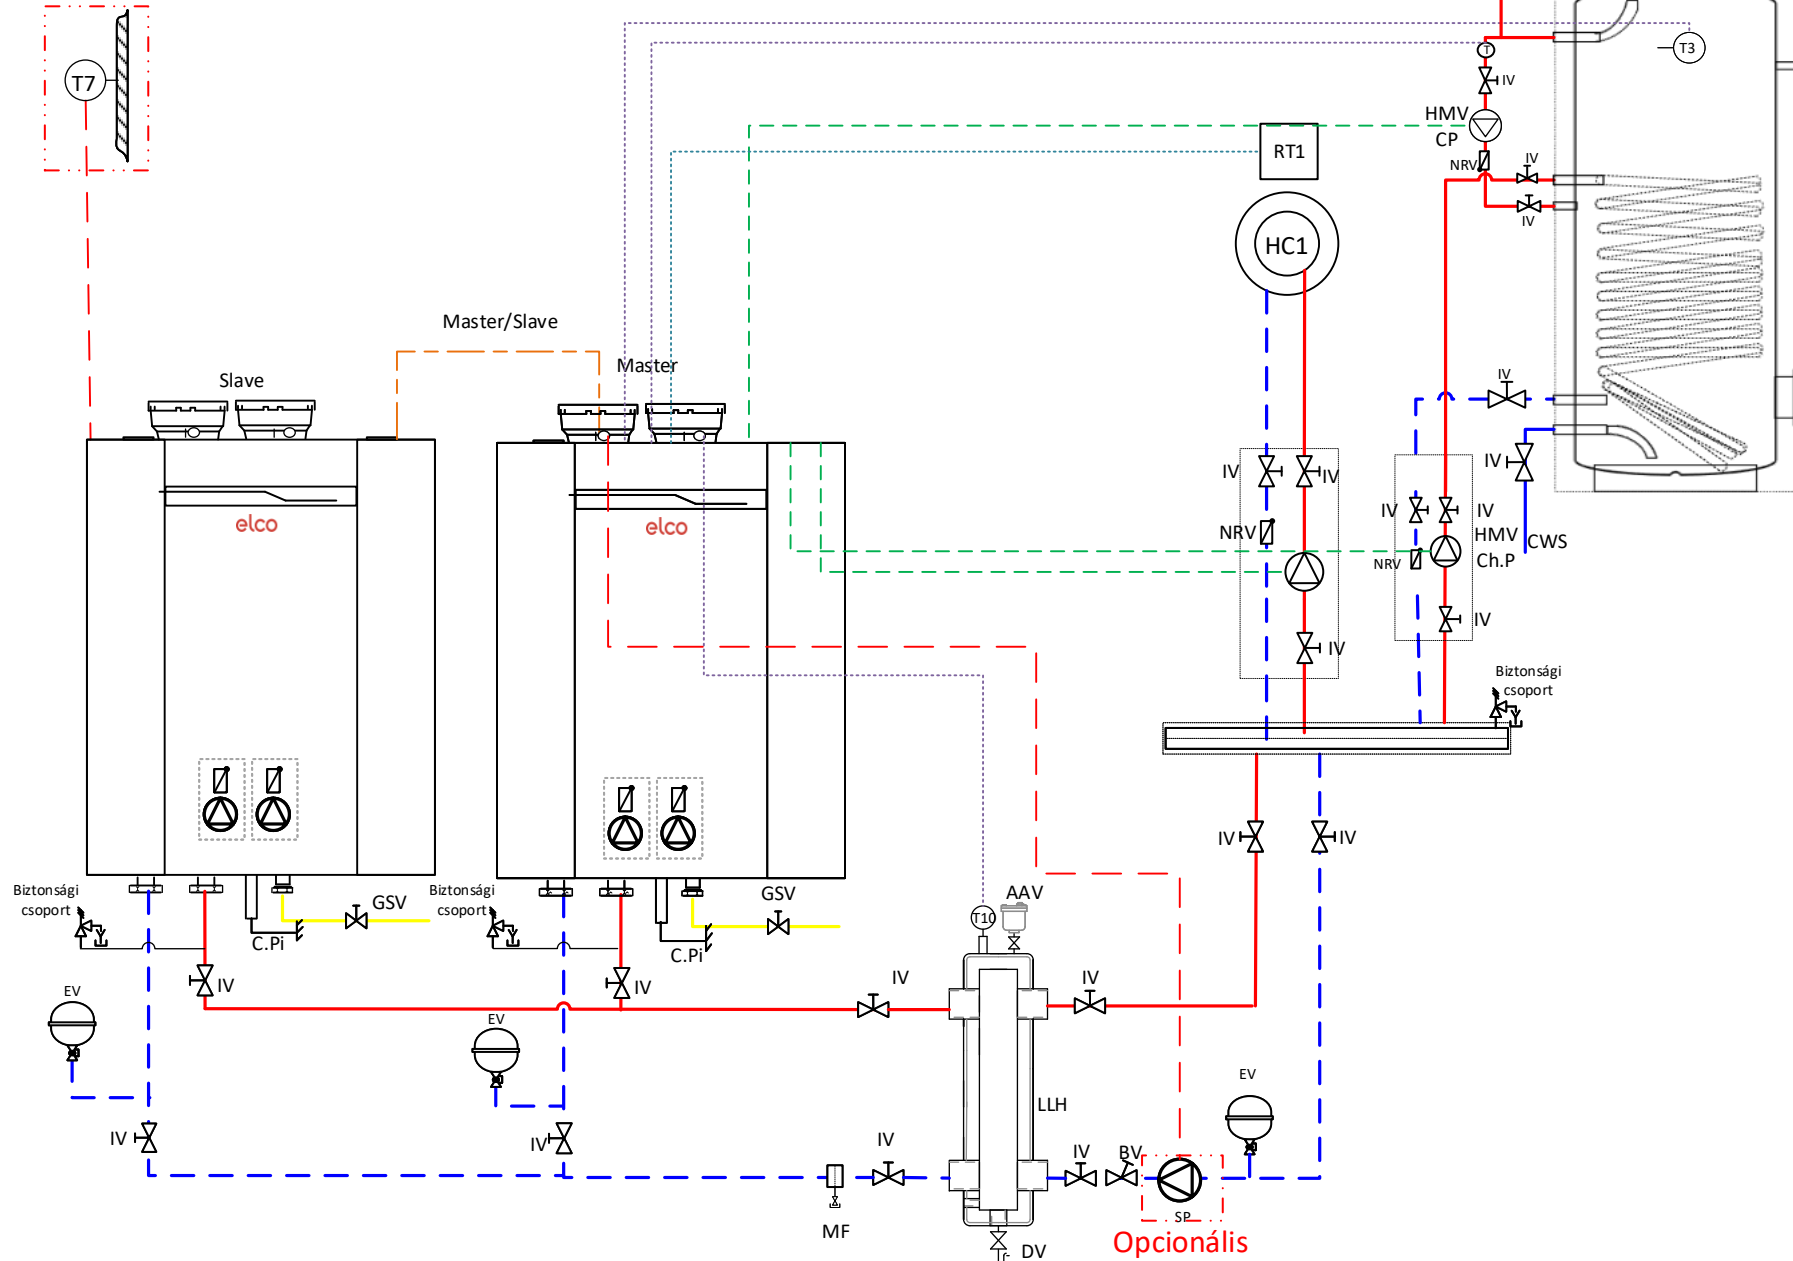 T7
T3
T
IV
HMV
CP
RT1
NRV
IV
IV
HC1
Master/Slave
Master
Slave
IV
IV
IV
IV
elco
elco
IV
IV
NRV
HMV
Ch.P
CWS
NRV
IV
IV
Biztonsági
csoport
IV
IV
Biztonsági
csoport
GSV
C.Pi
Biztonsági
csoport
GSV
C.Pi
AAV
T10
IV
IV
IV
IV
EV
EV
EV
LLH
IV
IV
IV
IV
BV
SP
MF
DV
Opcionális